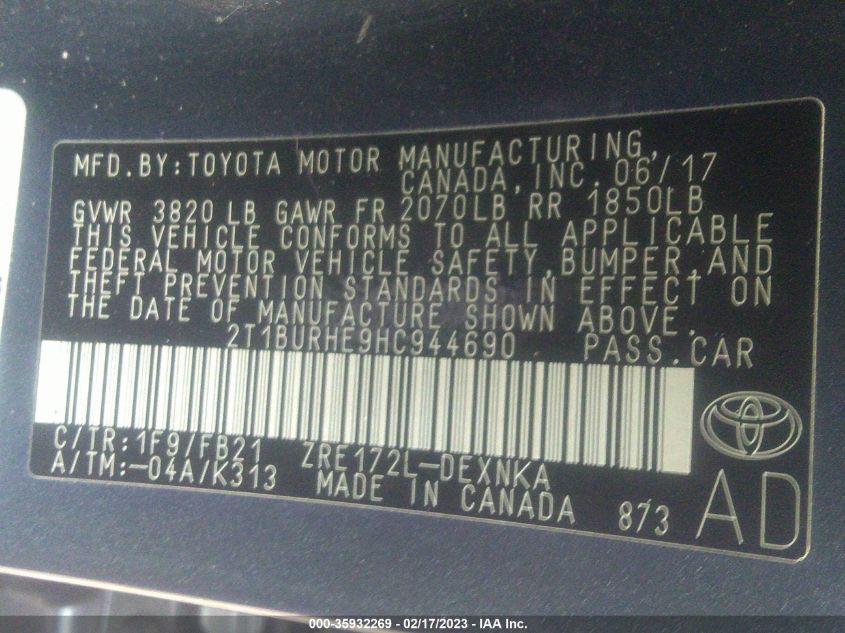 MFD.BY:TOYOTA MOTOR MANUFACTURING,
CANADA,INC. 06/17
GVWR 3820 LB GAWR FR 2070LB RR 1850LB
THIS VEHICLE CONFORMS TO ALL APPLICABLE
FEDERAL MOTOR VEHICLE SAFETY,BUMPER,AND
THEFT PREVENTION STANDARDS IN EFFECT ON
THE DATE OF MANUFACTURE SHOWN ABOVE.
2T1BURHE9HC944690 PASS.CAR
C/TR:1F9/FB21 ZRE172L-DEXNKA
A/TM:-04A/K313 MADE IN CANADA 873 AD
000-35932269 - 02/17/2023 - IAA Inc.